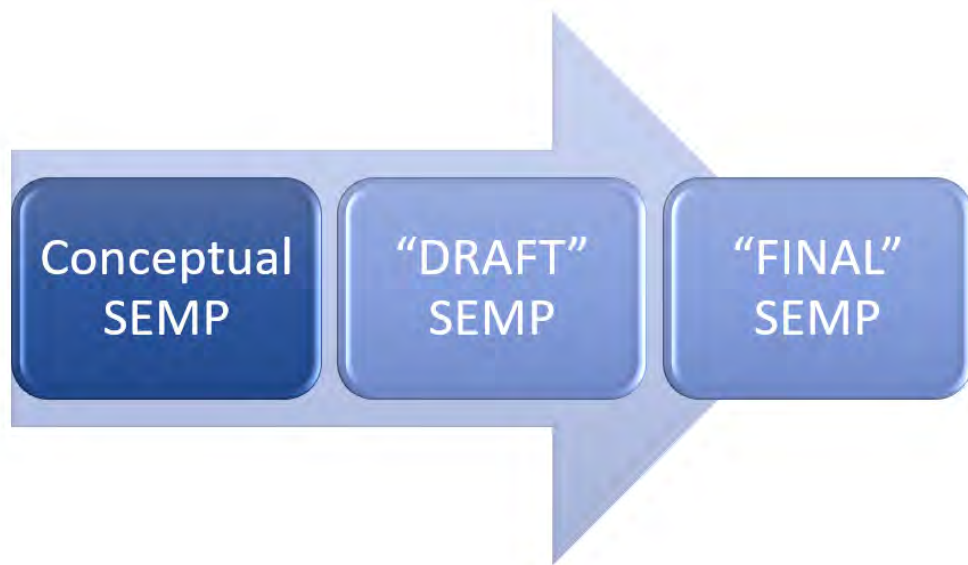 Conceptual
SEMP
“DRAFT”
SEMP
“FINAL”
SEMP